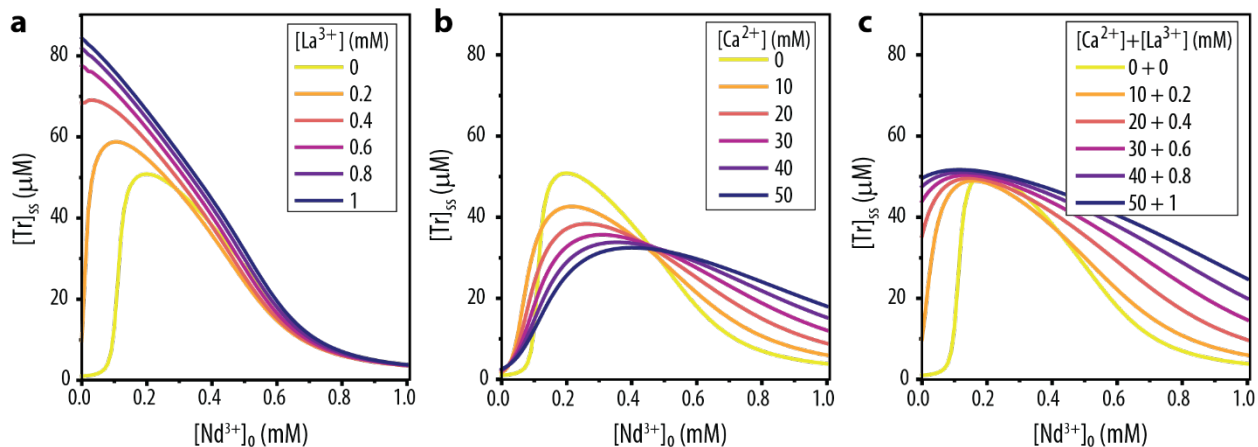 a
[La³⁺] (mM)
0
0.2
0.4
0.6
0.8
1
80
60
40
20
0
[Tr]ss (μM)
0.0 0.2 0.4 0.6 0.8 1.0
[Nd³⁺]₀ (mM)
b
[Ca²⁺] (mM)
0
10
20
30
40
50
80
60
40
20
0
[Tr]ss (μM)
0.0 0.2 0.4 0.6 0.8 1.0
[Nd³⁺]₀ (mM)
c
[Ca²⁺]+[La³⁺] (mM)
0 + 0
10 + 0.2
20 + 0.4
30 + 0.6
40 + 0.8
50 + 1
80
60
40
20
0
[Tr]ss (μM)
0.0 0.2 0.4 0.6 0.8 1.0
[Nd³⁺]₀ (mM)